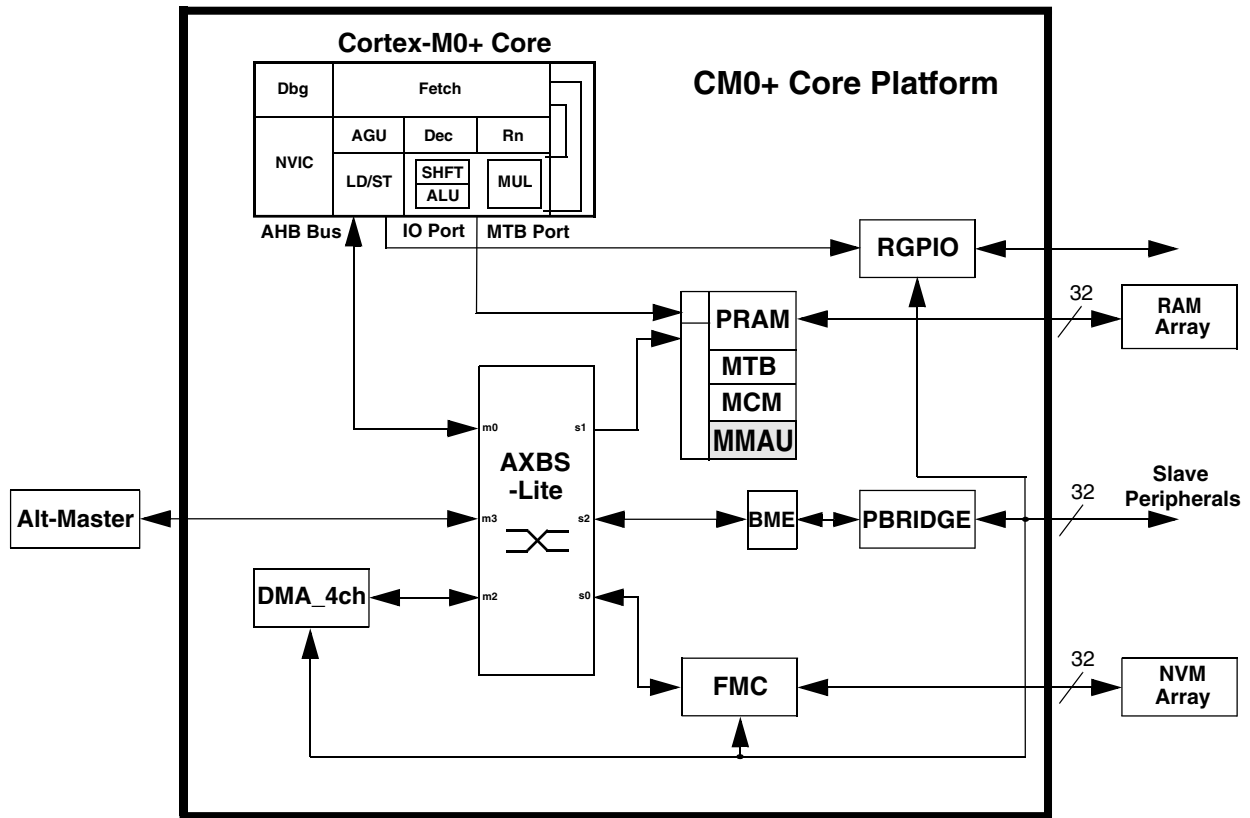 Cortex-M0+ Core
CM0+ Core Platform
Dbg
Fetch
AGU
Dec
Rn
NVIC
LD/ST
SHFT
ALU
MUL
AHB Bus
IO Port
MTB Port
RGPIO
32
RAM
Array
PRAM
MTB
MCM
MMAU
m0
s1
AXBS
-Lite
Alt-Master
m3
s2
BME
PBRIDGE
32
Slave
Peripherals
DMA_4ch
m2
s0
FMC
32
NVM
Array